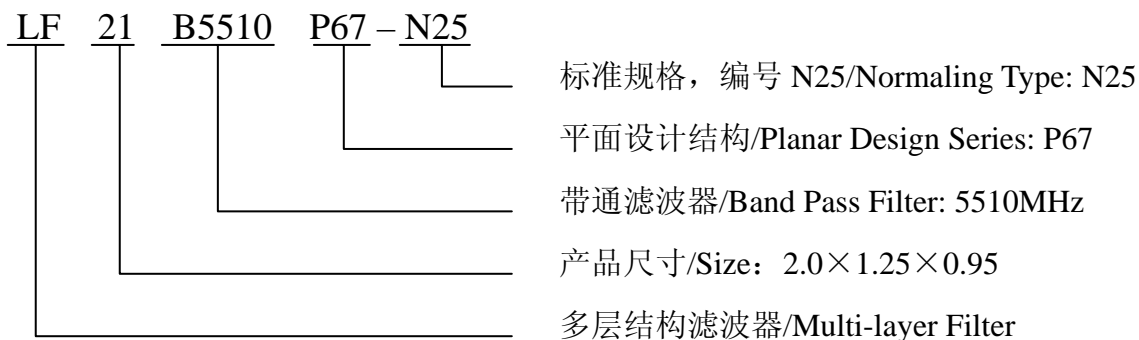 LF 21 B5510 P67 – N25
标准规格，编号 N25/Normaling Type: N25
平面设计结构/Planar Design Series: P67
带通滤波器/Band Pass Filter: 5510MHz
产品尺寸/Size：2.0×1.25×0.95
多层结构滤波器/Multi-layer Filter